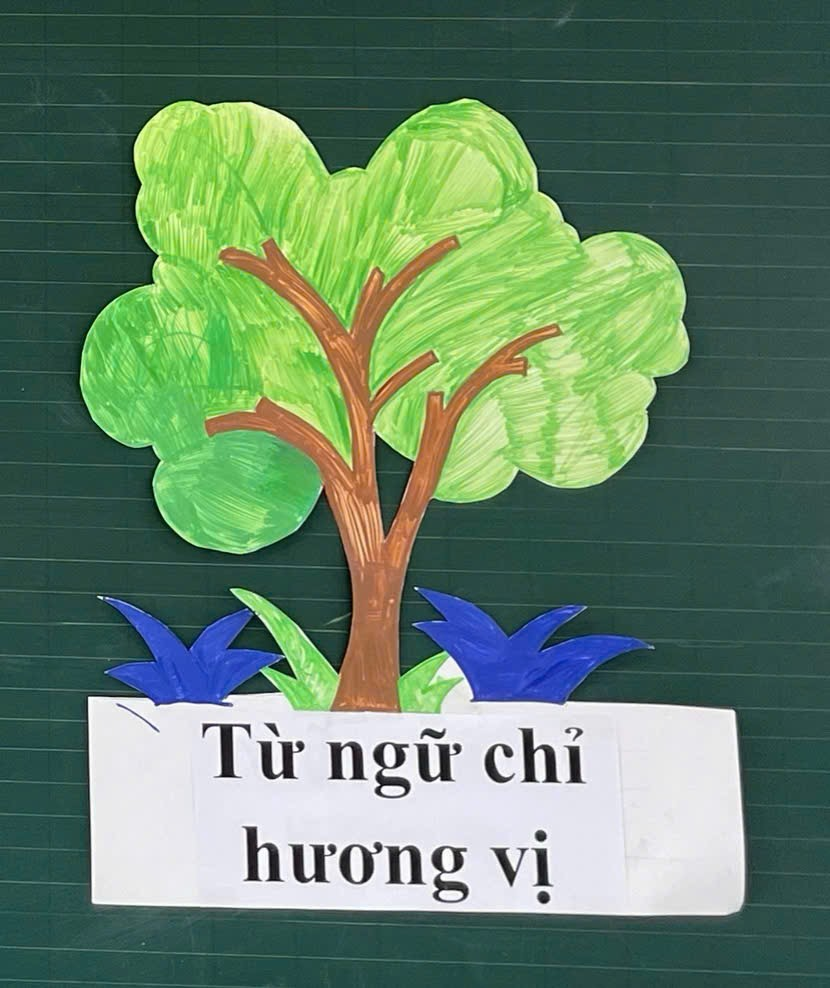 Từ ngữ chỉ
hương vị